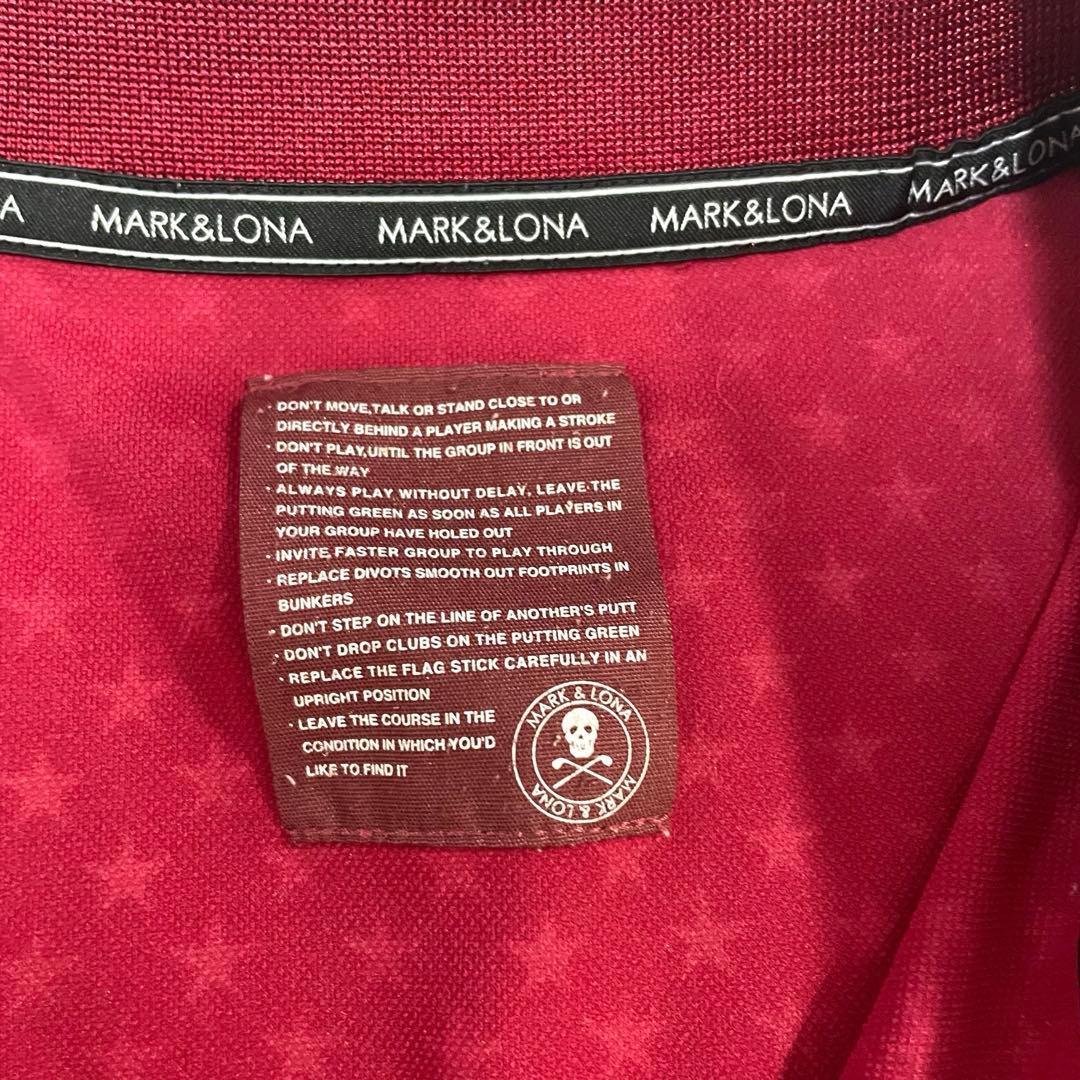 A MARK&LONA MARK&LONA MARK&LONA MARK&LONA
· DON'T MOVE,TALK OR STAND CLOSE TO OR
DIRECTLY BEHIND A PLAYER MAKING A STROKE
· DON'T PLAY,UNTIL THE GROUP IN FRONT IS OUT
OF THE WAY
· ALWAYS PLAY WITHOUT DELAY, LEAVE THE
PUTTING GREEN AS SOON AS ALL PLAYERS IN
YOUR GROUP HAVE HOLED OUT
· INVITE FASTER GROUP TO PLAY THROUGH
· REPLACE DIVOTS SMOOTH OUT FOOTPRINTS IN
BUNKERS
· DON'T STEP ON THE LINE OF ANOTHER'S PUTT
· DON'T DROP CLUBS ON THE PUTTING GREEN
· REPLACE THE FLAG STICK CAREFULLY IN AN
UPRIGHT POSITION
· LEAVE THE COURSE IN THE
CONDITION IN WHICH YOU'D
LIKE TO FIND IT
MARK & LONA
MARK & LONA